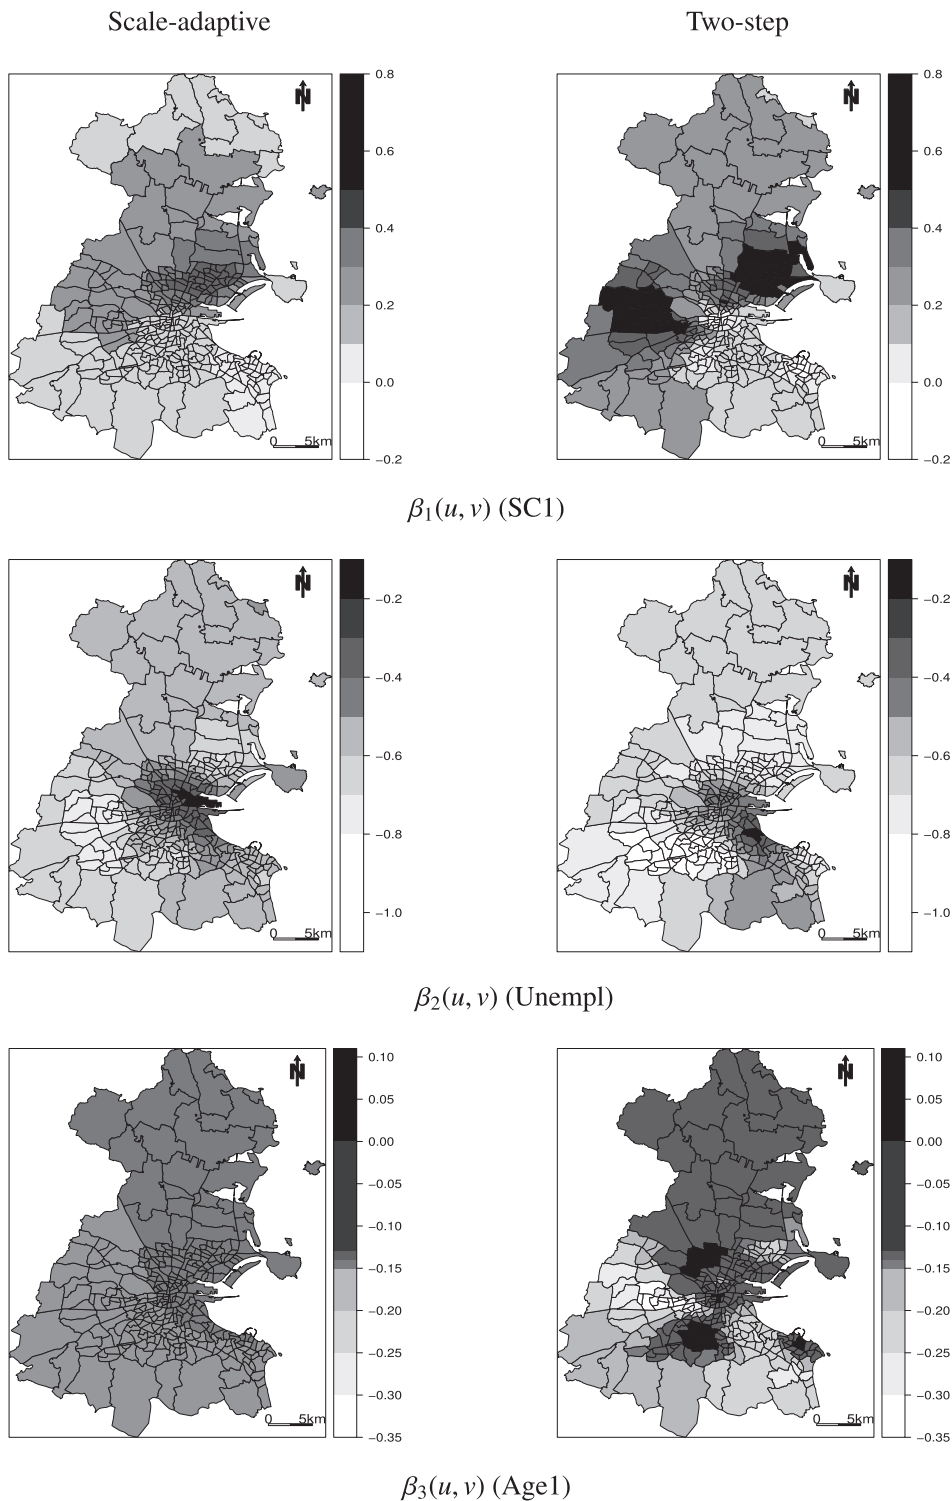 Scale-adaptive
Two-step
N
0.8
0.6
0.4
0.2
0.0
−0.2
0 5km
N
0.8
0.6
0.4
0.2
0.0
−0.2
0 5km
β₁(u, v) (SC1)
N
−0.2
−0.4
−0.6
−0.8
−1.0
0 5km
N
−0.2
−0.4
−0.6
−0.8
−1.0
0 5km
β₂(u, v) (Unempl)
N
0.10
0.05
0.00
−0.05
−0.10
−0.15
−0.20
−0.25
−0.30
−0.35
0 5km
N
0.10
0.05
0.00
−0.05
−0.10
−0.15
−0.20
−0.25
−0.30
−0.35
0 5km
β₃(u, v) (Age1)